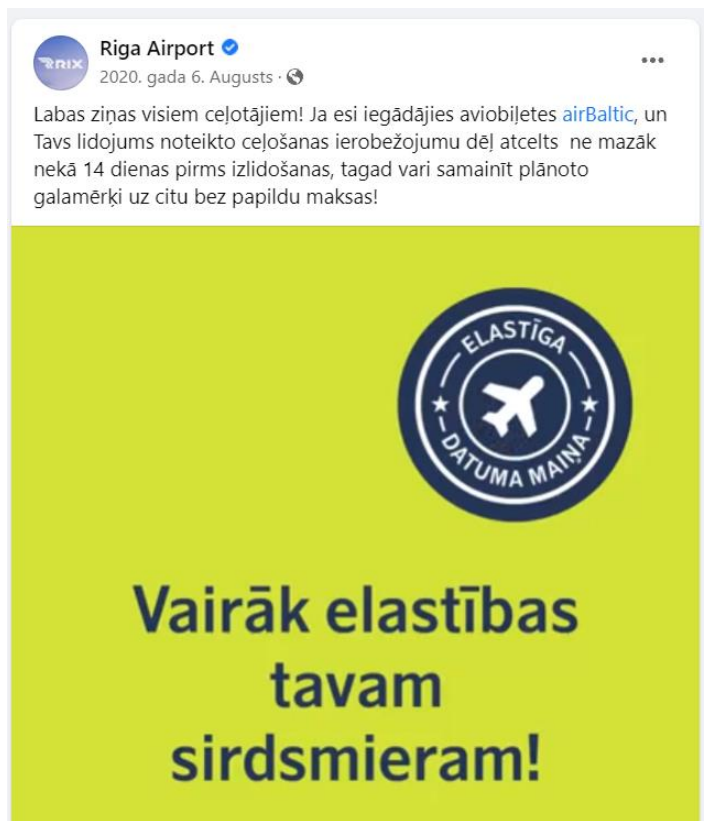 RIX
Riga Airport
2020. gada 6. Augusts ·
Labas ziņas visiem ceļotājiem! Ja esi iegādājies aviobiļetes airBaltic, un
Tavs lidojums noteikto ceļošanas ierobežojumu dēļ atcelts  ne mazāk
nekā 14 dienas pirms izlidošanas, tagad vari samainīt plānoto
galamērķi uz citu bez papildu maksas!
ELASTĪGA
DATUMA MAIŅA
Vairāk elastības
tavam
sirdsmieram!